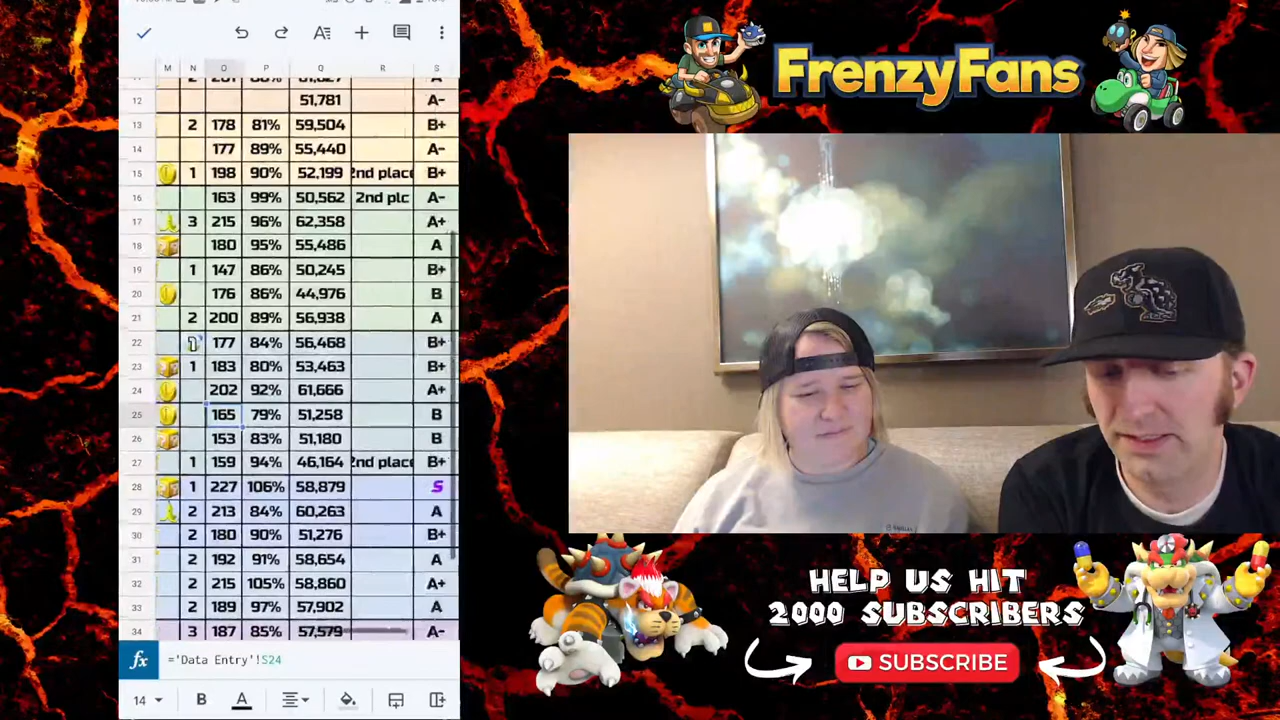 FrenzyFans
M N O P Q R S
12 51,781 A-
13 2 178 81% 59,504 B+
14 177 89% 55,440 A-
15 1 198 90% 52,199 2nd place B+
16 163 99% 50,562 2nd plc A-
17 3 215 96% 62,358 A+
18 180 95% 55,486 A
19 1 147 86% 50,245 B+
20 176 86% 44,976 B
21 2 200 89% 56,938 A
22 1 177 84% 56,468 B+
23 1 183 80% 53,463 B+
24 202 92% 61,666 A+
25 165 79% 51,258 B
26 153 83% 51,180 B
27 1 159 94% 46,164 2nd place B+
28 1 227 106% 58,879 S
29 2 213 84% 60,263 A
30 2 180 90% 51,276 B+
31 2 192 91% 58,654 A
32 2 215 105% 58,860 A+
33 2 189 97% 57,902 A
34 3 187 85% 57,579 A-
fx ='Data Entry'!S24
14 B A
HELP US HIT
2000 SUBSCRIBERS
SUBSCRIBE